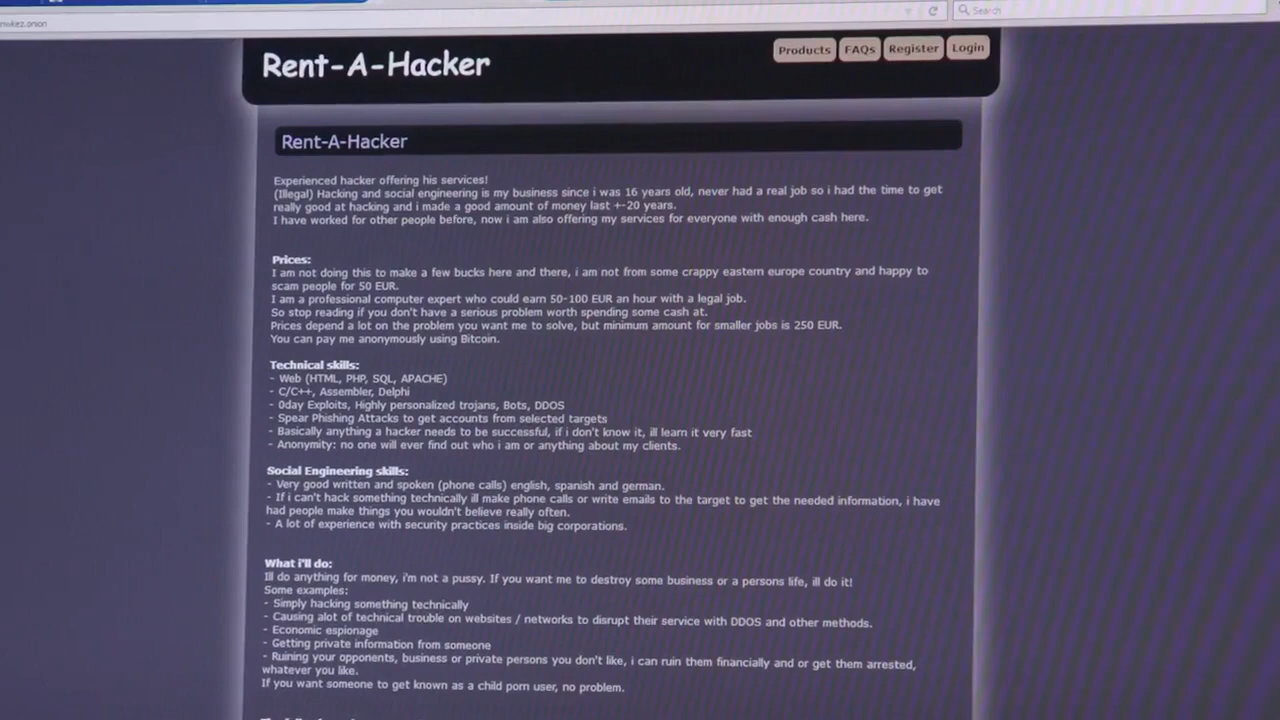 nwkez.onion
Search
Rent-A-Hacker
Products FAQs Register Login
Rent-A-Hacker
Experienced hacker offering his services!
(Illegal) Hacking and social engineering is my business since i was 16 years old, never had a real job so i had the time to get
really good at hacking and i made a good amount of money last +-20 years.
I have worked for other people before, now i am also offering my services for everyone with enough cash here.
Prices:
I am not doing this to make a few bucks here and there, i am not from some crappy eastern europe country and happy to
scam people for 50 EUR.
I am a professional computer expert who could earn 50-100 EUR an hour with a legal job.
So stop reading if you don't have a serious problem worth spending some cash at.
Prices depend a lot on the problem you want me to solve, but minimum amount for smaller jobs is 250 EUR.
You can pay me anonymously using Bitcoin.
Technical skills:
- Web (HTML, PHP, SQL, APACHE)
- C/C++, Assembler, Delphi
- 0day Exploits, Highly personalized trojans, Bots, DDOS
- Spear Phishing Attacks to get accounts from selected targets
- Basically anything a hacker needs to be successful, if i don't know it, ill learn it very fast
- Anonymity: no one will ever find out who i am or anything about my clients.
Social Engineering skills:
- Very good written and spoken (phone calls) english, spanish and german.
- If i can't hack something technically ill make phone calls or write emails to the target to get the needed information, i have
had people make things you wouldn't believe really often.
- A lot of experience with security practices inside big corporations.
What i'll do:
Ill do anything for money, i'm not a pussy. If you want me to destroy some business or a persons life, ill do it!
Some examples:
- Simply hacking something technically
- Causing alot of technical trouble on websites / networks to disrupt their service with DDOS and other methods.
- Economic espionage
- Getting private information from someone
- Ruining your opponents, business or private persons you don't like, i can ruin them financially and or get them arrested,
whatever you like.
If you want someone to get known as a child porn user, no problem.